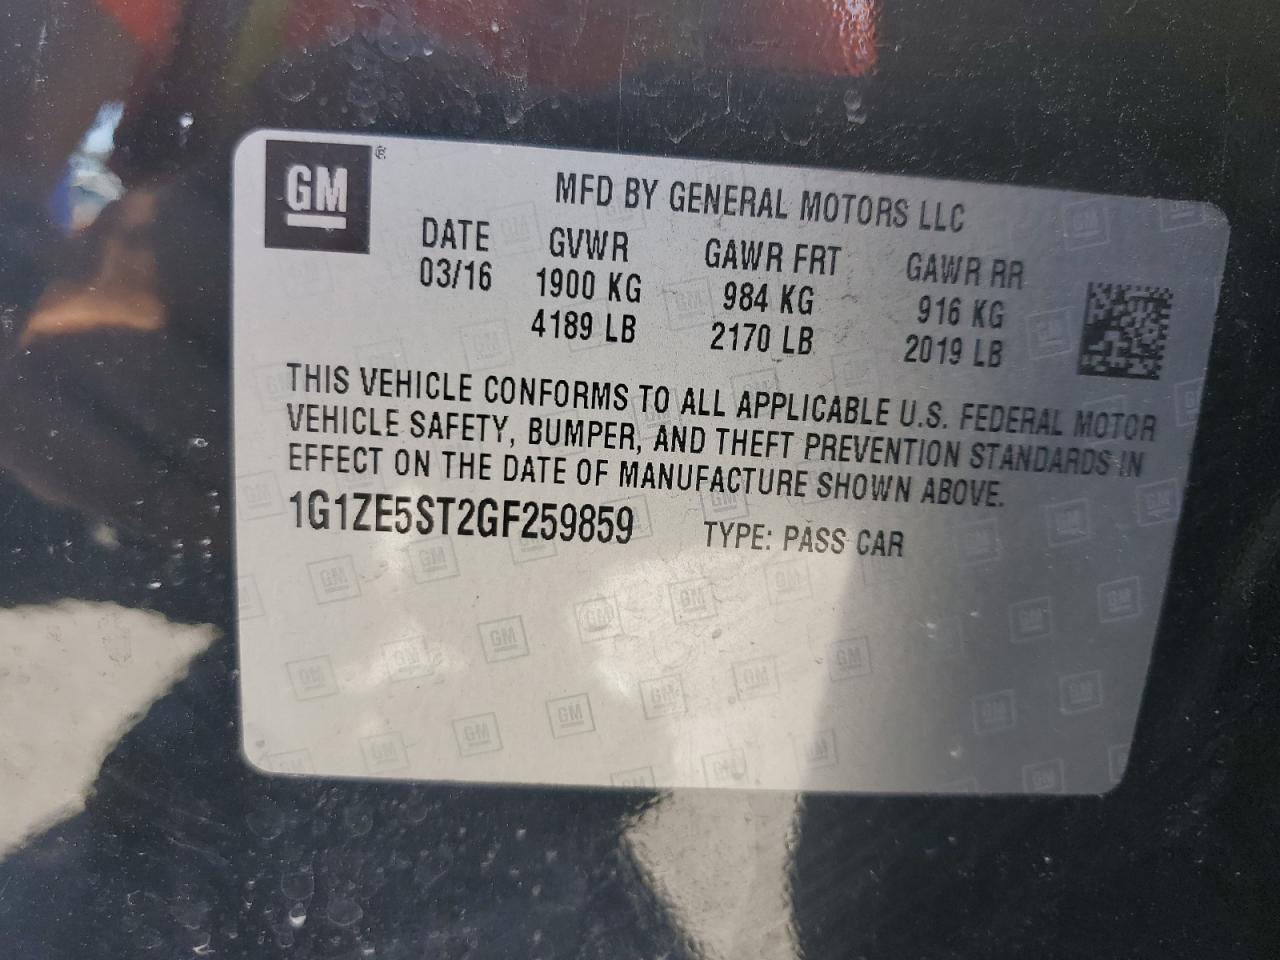 GM ®
MFD BY GENERAL MOTORS LLC
DATE GVWR GAWR FRT GAWR RR
03/16 1900 KG 984 KG 916 KG
4189 LB 2170 LB 2019 LB
THIS VEHICLE CONFORMS TO ALL APPLICABLE U.S. FEDERAL MOTOR
VEHICLE SAFETY, BUMPER, AND THEFT PREVENTION STANDARDS IN
EFFECT ON THE DATE OF MANUFACTURE SHOWN ABOVE.
1G1ZE5ST2GF259859 TYPE: PASS CAR